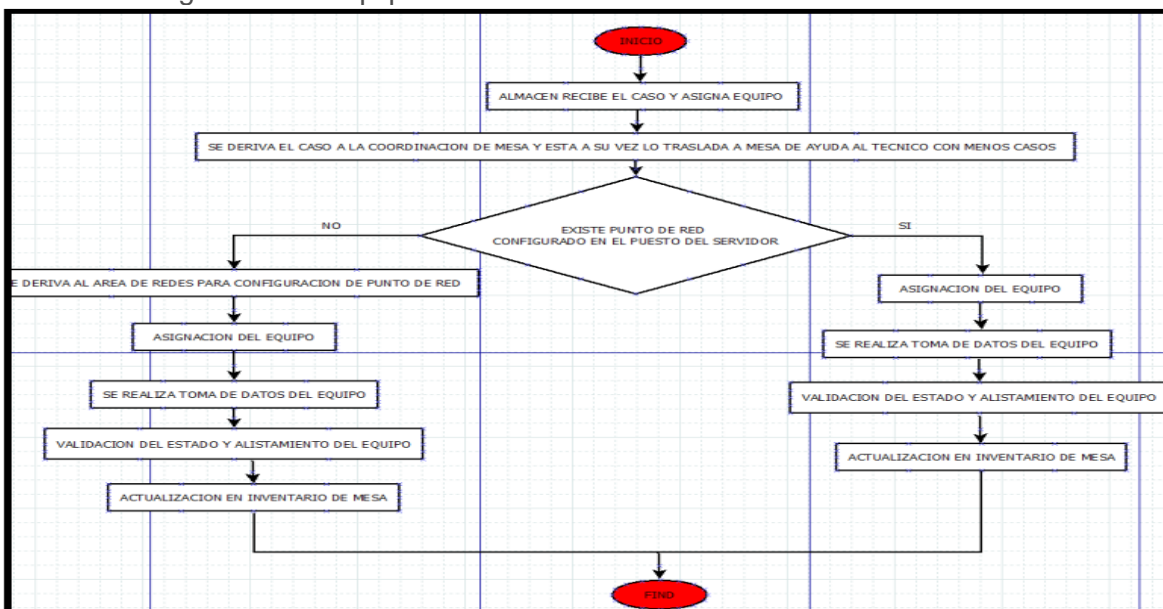 INICIO
ALMACEN RECIBE EL CASO Y ASIGNA EQUIPO
SE DERIVA EL CASO A LA COORDINACION DE MESA Y ESTA A SU VEZ LO TRASLADA A MESA DE AYUDA AL TECNICO CON MENOS CASOS
EXISTE PUNTO DE RED
CONFIGURADO EN EL PUESTO DEL SERVIDOR
NO
E DERIVA AL AREA DE REDES PARA CONFIGURACION DE PUNTO DE RED
ASIGNACION DEL EQUIPO
SE REALIZA TOMA DE DATOS DEL EQUIPO
VALIDACION DEL ESTADO Y ALISTAMIENTO DEL EQUIPO
ACTUALIZACION EN INVENTARIO DE MESA
SI
ASIGNACION DEL EQUIPO
SE REALIZA TOMA DE DATOS DEL EQUIPO
VALIDACION DEL ESTADO Y ALISTAMIENTO DEL EQUIPO
ACTUALIZACION EN INVENTARIO DE MESA
FINO